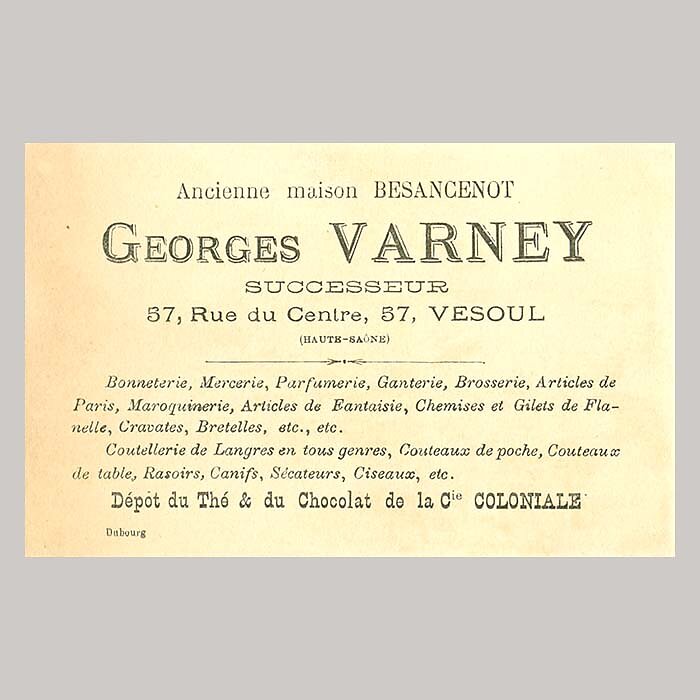 Ancienne maison BESANCENOT
GEORGES VARNEY
SUCCESSEUR
57, Rue du Centre, 57, VESOUL
(HAUTE-SAÔNE)
Bonneterie, Mercerie, Parfumerie, Ganterie, Brosserie, Articles de
Paris, Maroquinerie, Articles de Fantaisie, Chemises et Gilets de Fla-
nelle, Cravates, Bretelles, etc., etc.
Coutellerie de Langres en tous genres, Couteaux de poche, Couteaux
de table, Rasoirs, Canifs, Sécateurs, Ciseaux, etc.
Dépôt du Thé & du Chocolat de la Cie COLONIALE
Dubourg